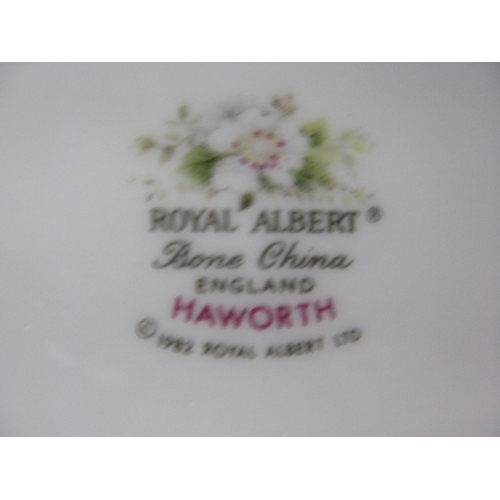 ROYAL ALBERT®
Bone China
ENGLAND
HAWORTH
© 1982 ROYAL ALBERT LTD